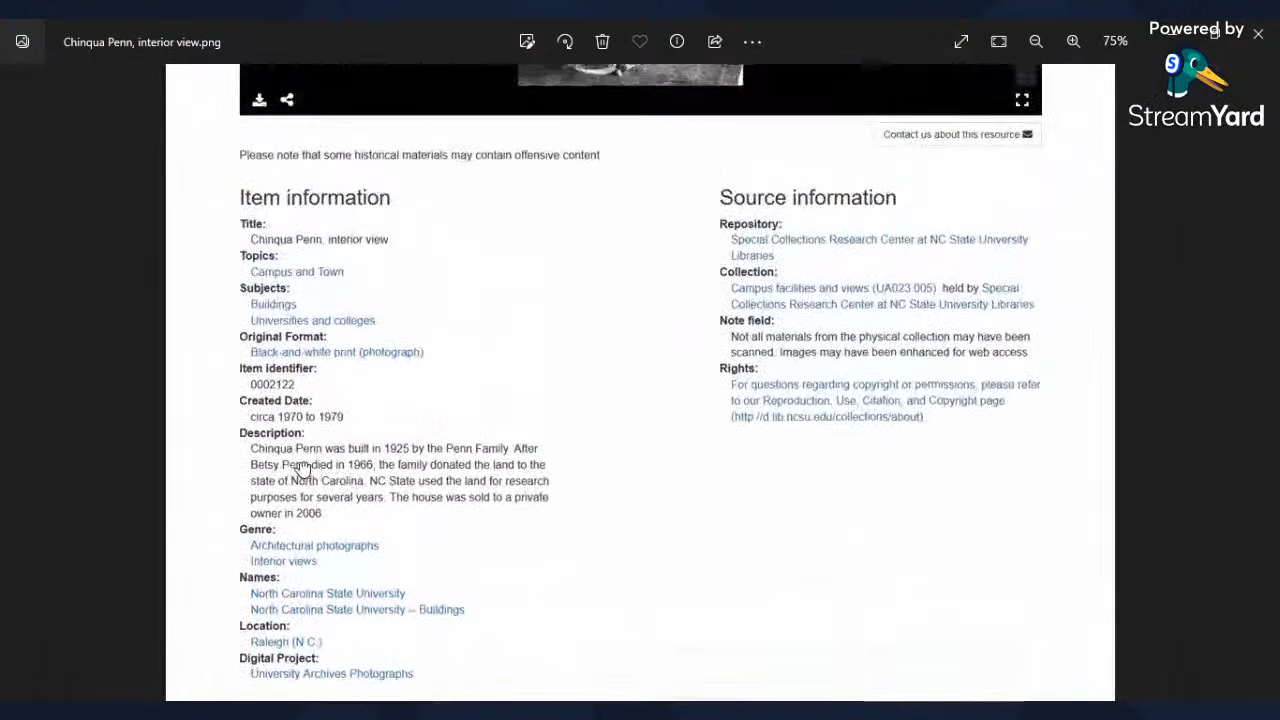 Chinqua Penn, interior view.png
75%
Powered by
S
StreamYard
Contact us about this resource
Please note that some historical materials may contain offensive content
Item information
Title:
Chinqua Penn, interior view
Topics:
Campus and Town
Subjects:
Buildings
Universities and colleges
Original Format:
Black-and-white print (photograph)
Item identifier:
0002122
Created Date:
circa 1970 to 1979
Description:
Chinqua Penn was built in 1925 by the Penn Family. After
Betsy Penn died in 1966, the family donated the land to the
state of North Carolina. NC State used the land for research
purposes for several years. The house was sold to a private
owner in 2006
Genre:
Architectural photographs
Interior views
Names:
North Carolina State University
North Carolina State University -- Buildings
Location:
Raleigh (N.C.)
Digital Project:
University Archives Photographs
Source information
Repository:
Special Collections Research Center at NC State University
Libraries
Collection:
Campus facilities and views (UA023 005) held by Special
Collections Research Center at NC State University Libraries
Note field:
Not all materials from the physical collection may have been
scanned. Images may have been enhanced for web access
Rights:
For questions regarding copyright or permissions, please refer
to our Reproduction, Use, Citation, and Copyright page
(http://d.lib.ncsu.edu/collections/about).